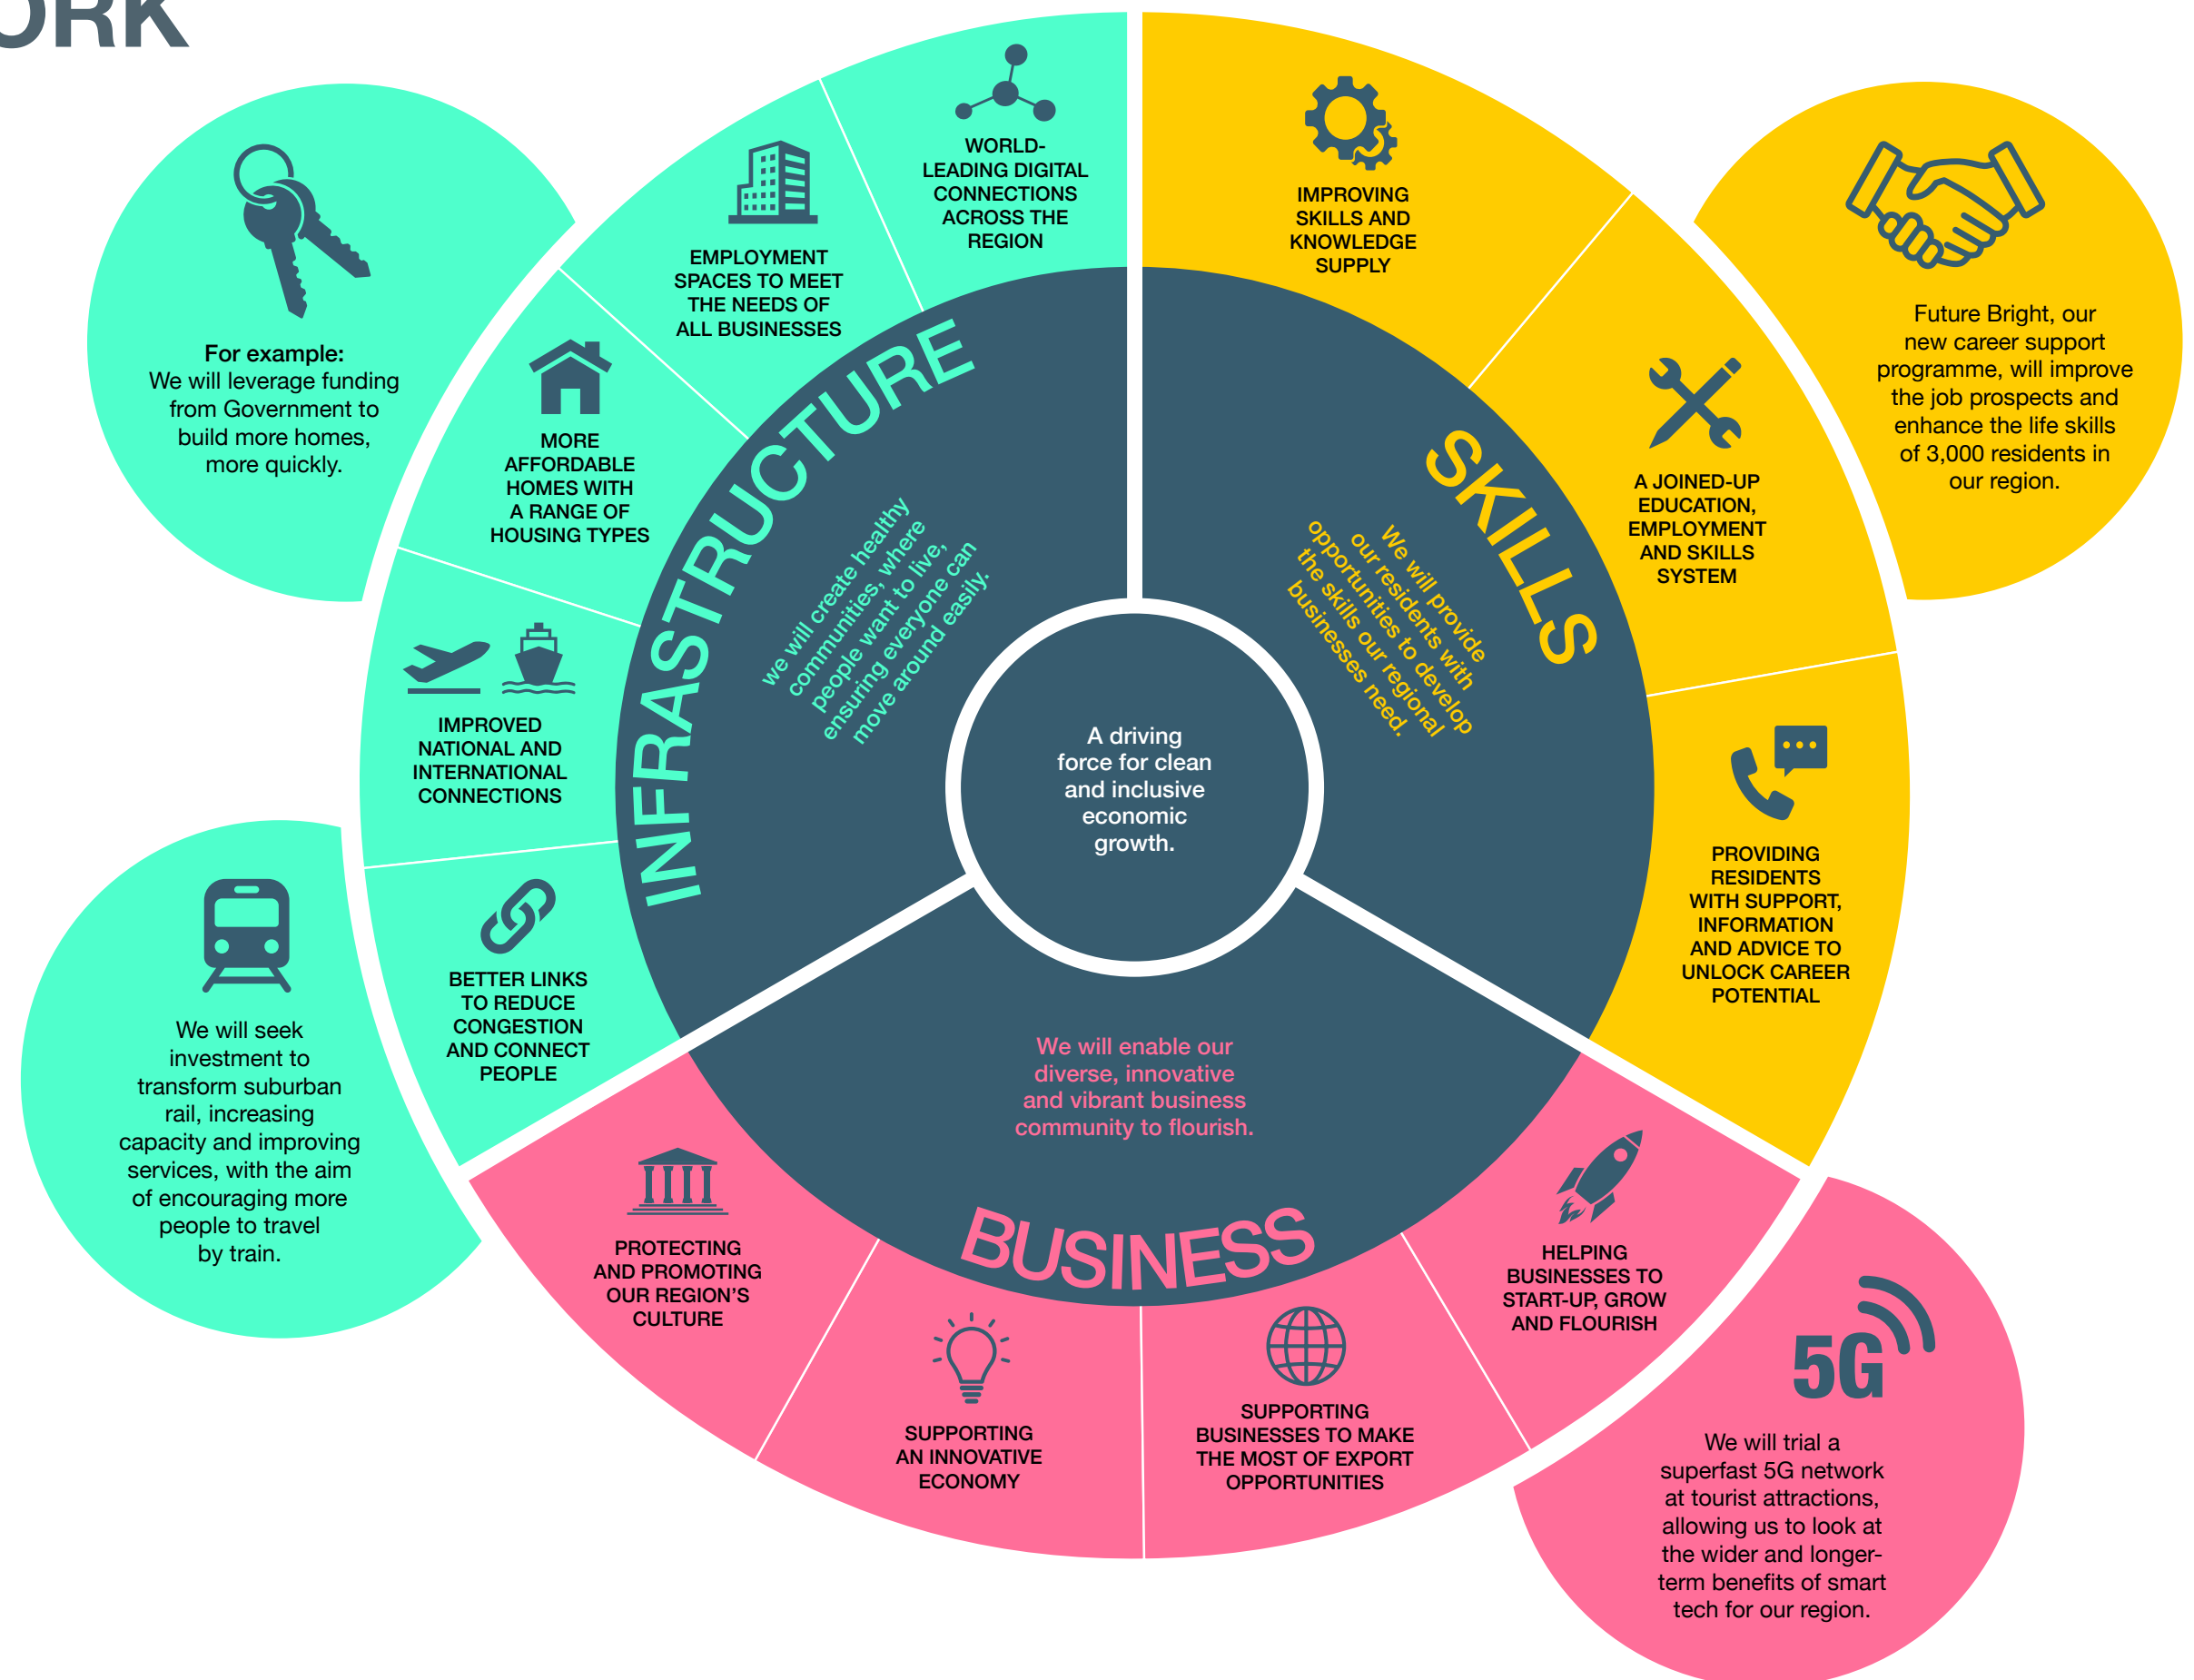 ORK
For example:
We will leverage funding
from Government to
build more homes,
more quickly.
WORLD-
LEADING DIGITAL
CONNECTIONS
ACROSS THE
REGION
EMPLOYMENT
SPACES TO MEET
THE NEEDS OF
ALL BUSINESSES
MORE
AFFORDABLE
HOMES WITH
A RANGE OF
HOUSING TYPES
IMPROVED
NATIONAL AND
INTERNATIONAL
CONNECTIONS
BETTER LINKS
TO REDUCE
CONGESTION
AND CONNECT
PEOPLE
We will seek
investment to
transform suburban
rail, increasing
capacity and improving
services, with the aim
of encouraging more
people to travel
by train.
INFRASTRUCTURE
we will create healthy
communities, where
people want to live,
ensuring everyone can
move around easily.
A driving
force for clean
and inclusive
economic
growth.
SKILLS
We will provide
our residents with
opportunities to develop
the skills our regional
businesses need.
IMPROVING
SKILLS AND
KNOWLEDGE
SUPPLY
A JOINED-UP
EDUCATION,
EMPLOYMENT
AND SKILLS
SYSTEM
PROVIDING
RESIDENTS
WITH SUPPORT,
INFORMATION
AND ADVICE TO
UNLOCK CAREER
POTENTIAL
Future Bright, our
new career support
programme, will improve
the job prospects and
enhance the life skills
of 3,000 residents in
our region.
We will enable our
diverse, innovative
and vibrant business
community to flourish.
BUSINESS
PROTECTING
AND PROMOTING
OUR REGION'S
CULTURE
SUPPORTING
AN INNOVATIVE
ECONOMY
SUPPORTING
BUSINESSES TO MAKE
THE MOST OF EXPORT
OPPORTUNITIES
HELPING
BUSINESSES TO
START-UP, GROW
AND FLOURISH
5G
We will trial a
superfast 5G network
at tourist attractions,
allowing us to look at
the wider and longer-
term benefits of smart
tech for our region.